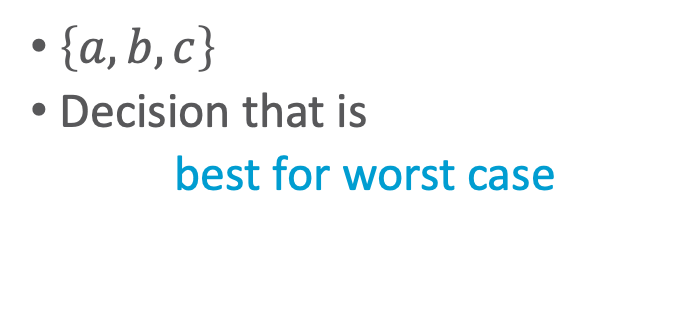 • {a, b, c}
• Decision that is
best for worst case